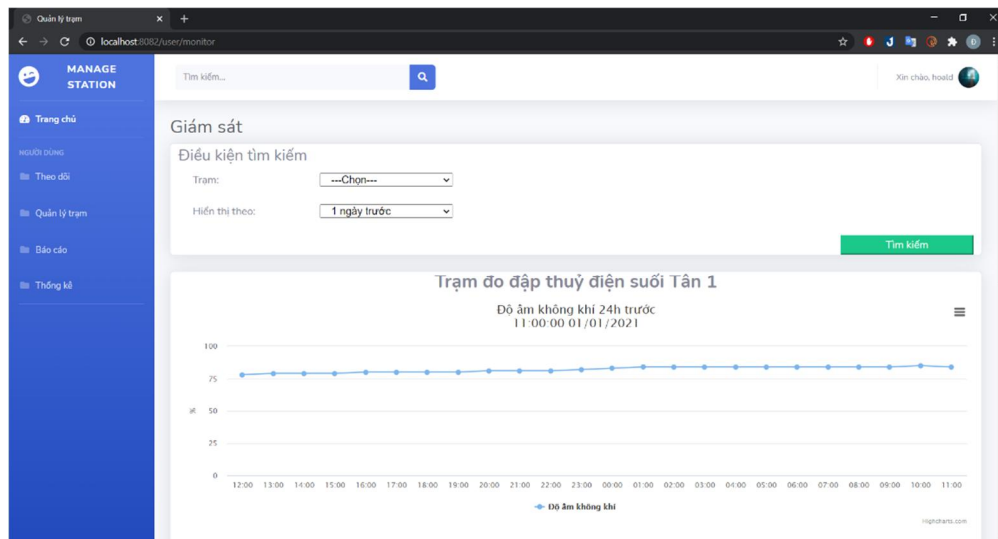 Quản lý trạm
localhost:8082/user/monitor
MANAGE
STATION
Tìm kiếm...
Xin chào, hoald
Trang chủ
NGƯỜI DÙNG
Theo dõi
Quản lý trạm
Báo cáo
Thống kê
Giám sát
Điều kiện tìm kiếm
Trạm:
---Chọn---
Hiển thị theo:
1 ngày trước
Tìm kiếm
Trạm đo đập thuỷ điện suối Tân 1
Độ ẩm không khí 24h trước
11:00:00 01/01/2021
100
75
%
50
25
0
12:00 13:00 14:00 15:00 16:00 17:00 18:00 19:00 20:00 21:00 22:00 23:00 00:00 01:00 02:00 03:00 04:00 05:00 06:00 07:00 08:00 09:00 10:00 11:00
Độ ẩm không khí
Highcharts.com